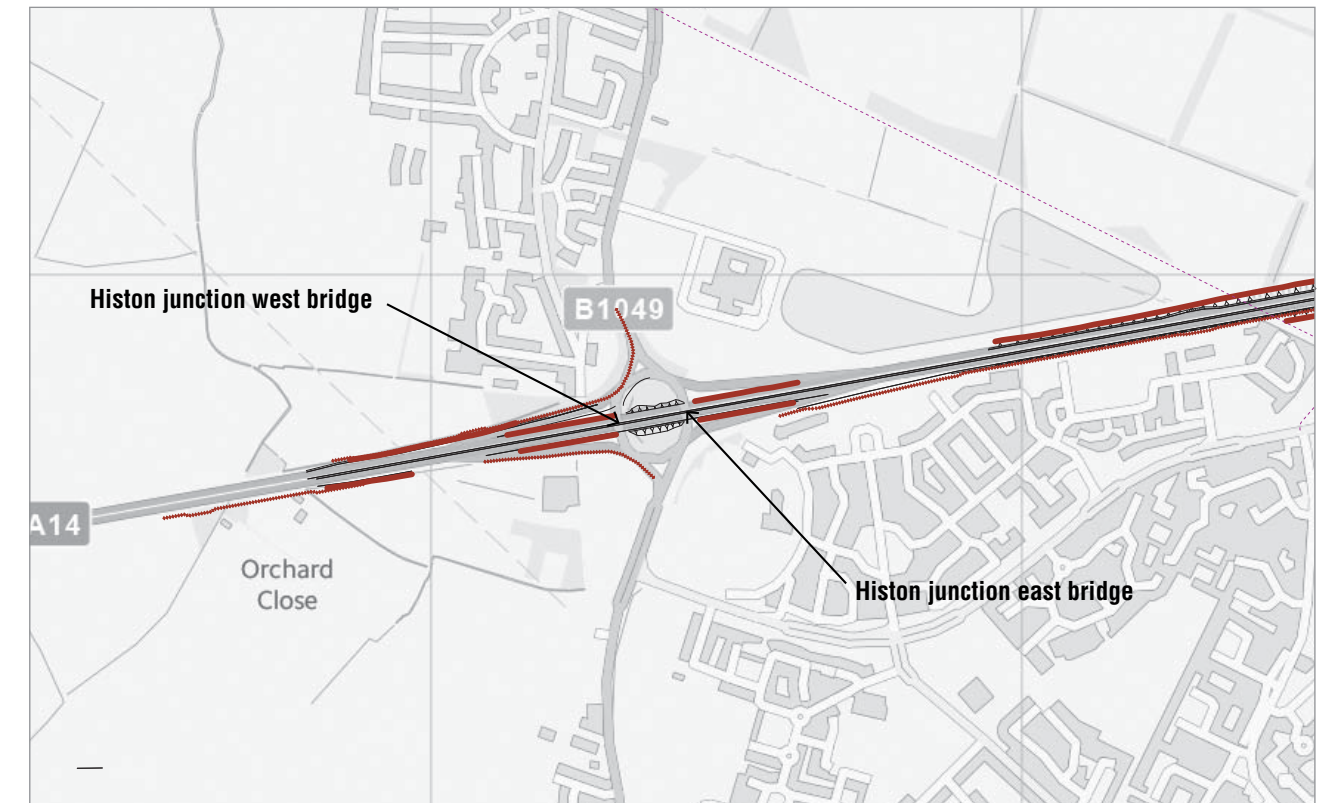 Histon junction west bridge
B1049
A14
Orchard
Close
Histon junction east bridge